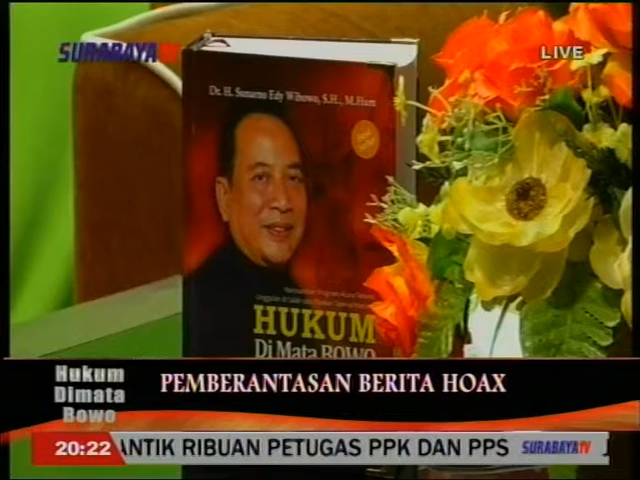 SURABAYATV
LIVE
Dr. H. Sunarno Edy Wibowo, S.H., M.Hum
HUKUM
Di Mata BOWO
Hukum
Dimata
Bowo
PEMBERANTASAN BERITA HOAX
20:22
ANTIK RIBUAN PETUGAS PPK DAN PPS
SURABAYATV